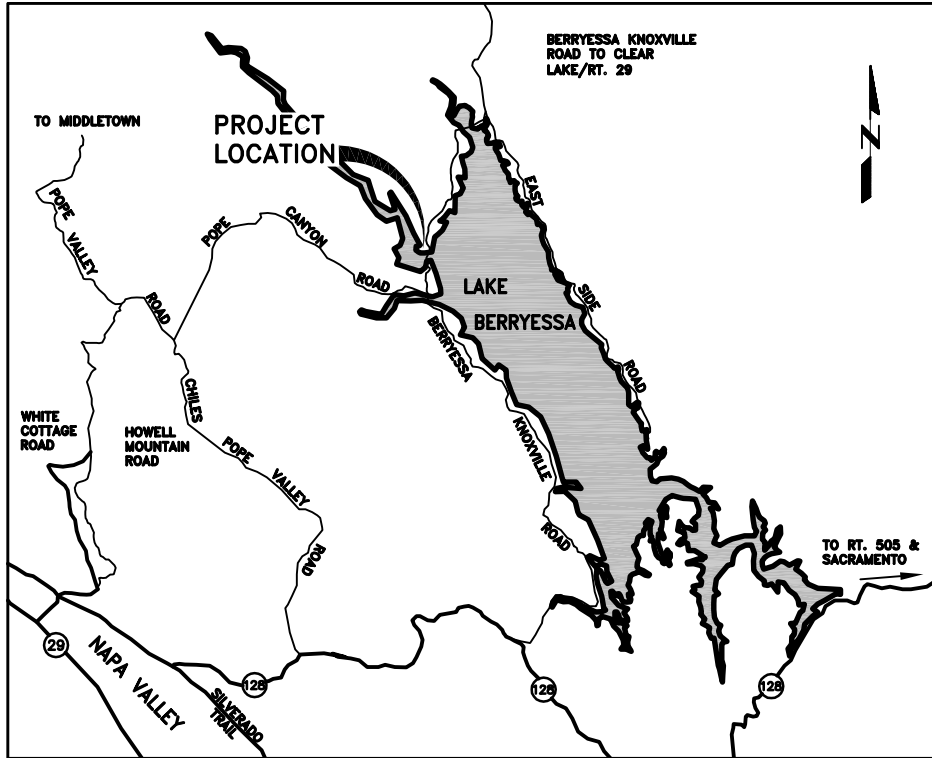 BERRYESSA KNOXVILLE
ROAD TO CLEAR
LAKE/RT. 29
TO MIDDLETOWN
PROJECT
LOCATION
N
POPE
VALLEY
ROAD
POPE
CANYON
ROAD
EAST
SIDE
ROAD
LAKE
BERRYESSA
BERRYESSA
KNOXVILLE
ROAD
WHITE
COTTAGE
ROAD
HOWELL
MOUNTAIN
ROAD
CHILES
POPE
VALLEY
ROAD
TO RT. 505 &
SACRAMENTO
29
NAPA VALLEY
SILVERADO
TRAIL
128
128
128